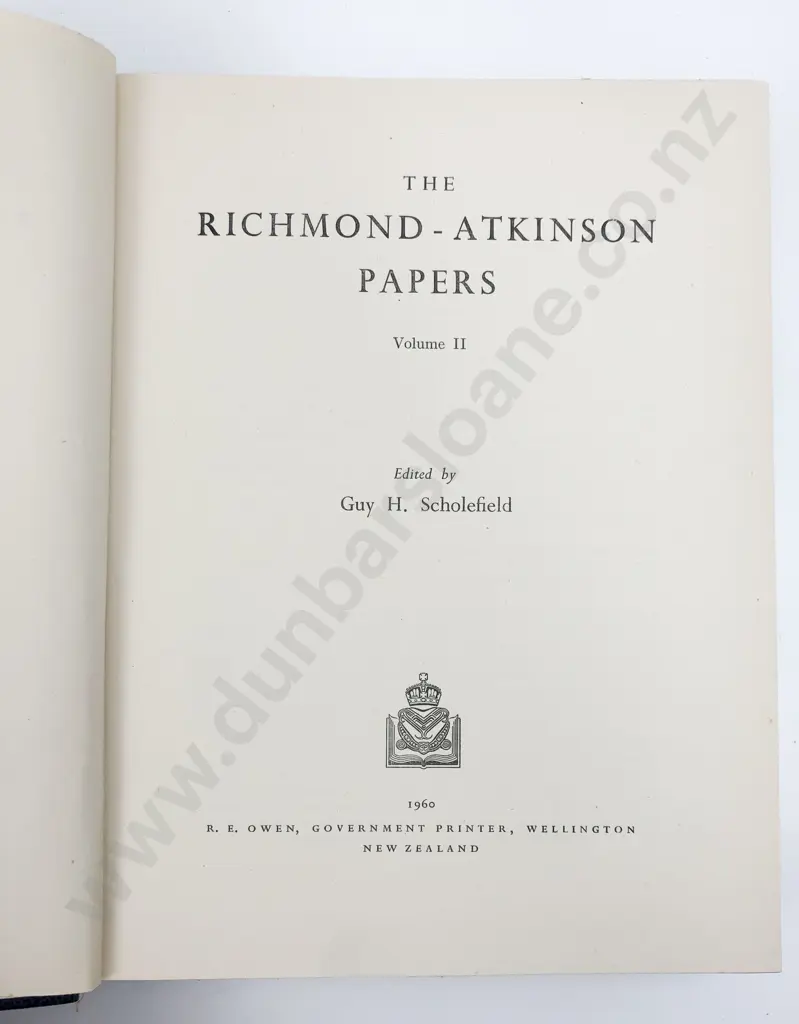 THE
RICHMOND - ATKINSON
PAPERS
Volume II
Edited by
Guy H. Scholefield
1960
R. E. OWEN, GOVERNMENT PRINTER, WELLINGTON
NEW ZEALAND
www.dunbarsloane.co.nz